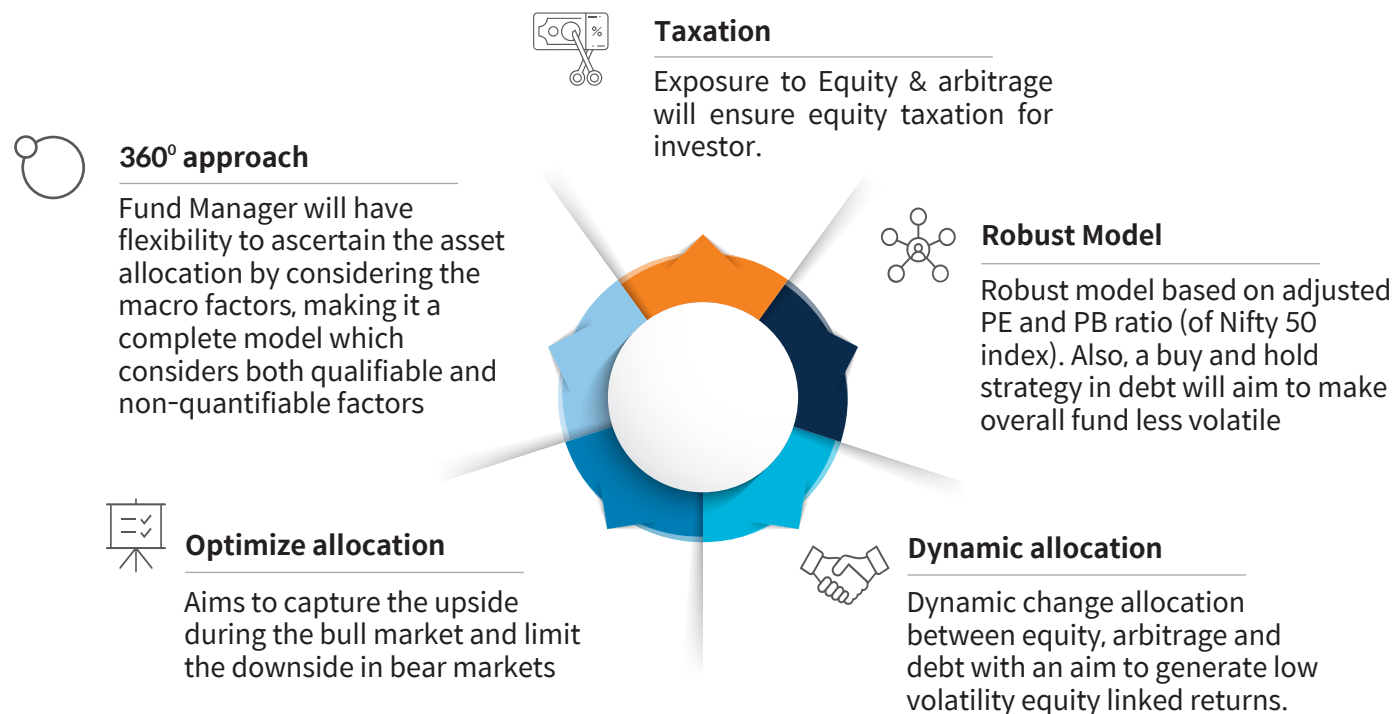 Taxation
Exposure to Equity & arbitrage
will ensure equity taxation for
investor.
360⁰ approach
Fund Manager will have
flexibility to ascertain the asset
allocation by considering the
macro factors, making it a
complete model which
considers both qualifiable and
non-quantifiable factors
Robust Model
Robust model based on adjusted
PE and PB ratio (of Nifty 50
index). Also, a buy and hold
strategy in debt will aim to make
overall fund less volatile
Optimize allocation
Aims to capture the upside
during the bull market and limit
the downside in bear markets
Dynamic allocation
Dynamic change allocation
between equity, arbitrage and
debt with an aim to generate low
volatility equity linked returns.
%